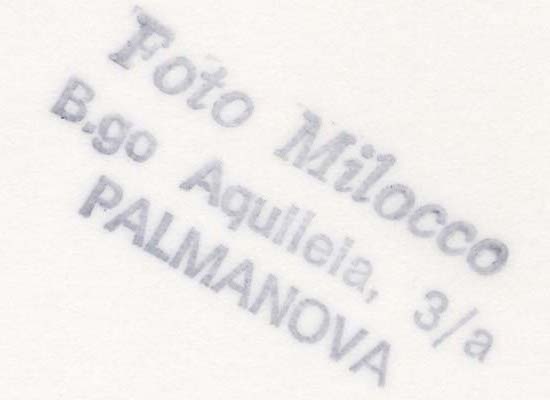 Foto Milocco
B.go Aquileia, 3/a
PALMANOVA